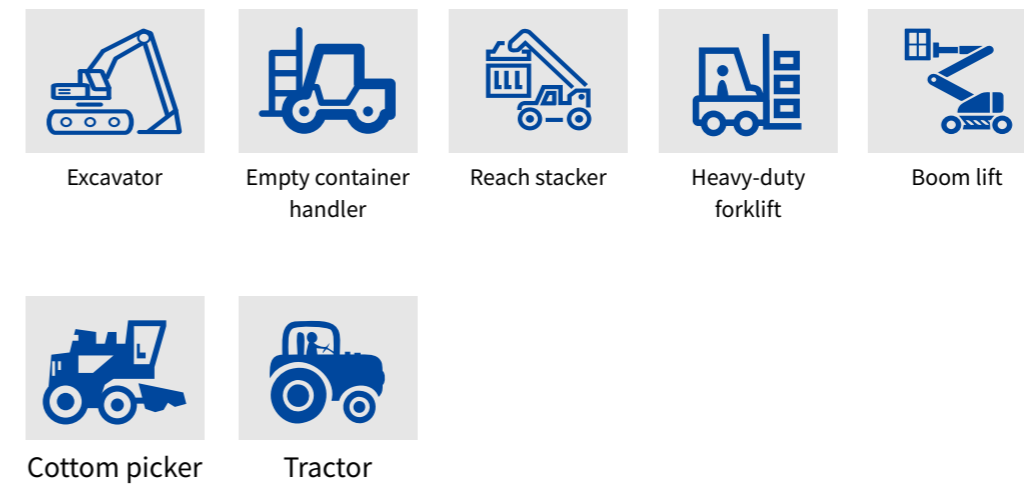 Excavator
Empty container
handler
Reach stacker
Heavy-duty
forklift
Boom lift
Cottom picker
Tractor